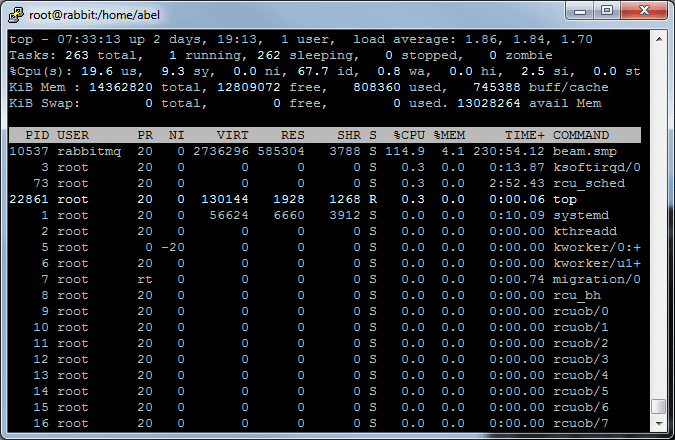 root@rabbit:/home/abel
top - 07:33:13 up 2 days, 19:13,  1 user,  load average: 1.86, 1.84, 1.70
Tasks: 263 total,   1 running, 262 sleeping,   0 stopped,   0 zombie
%Cpu(s): 19.6 us,  9.3 sy,  0.0 ni, 67.7 id,  0.8 wa,  0.0 hi,  2.5 si,  0.0 st
KiB Mem : 14362820 total, 12809072 free,   808360 used,   745388 buff/cache
KiB Swap:        0 total,        0 free,        0 used. 13028264 avail Mem
  PID USER      PR  NI    VIRT    RES    SHR S  %CPU %MEM     TIME+ COMMAND
10537 rabbitmq  20   0 2736296 585304   3788 S 114.9  4.1 230:54.12 beam.smp
    3 root      20   0       0      0      0 S   0.3  0.0   0:13.87 ksoftirqd/0
   73 root      20   0       0      0      0 S   0.3  0.0   2:52.43 rcu_sched
22861 root      20   0  130144   1928   1268 R   0.3  0.0   0:00.06 top
    1 root      20   0   56624   6660   3912 S   0.0  0.0   0:10.09 systemd
    2 root      20   0       0      0      0 S   0.0  0.0   0:00.00 kthreadd
    5 root       0 -20       0      0      0 S   0.0  0.0   0:00.00 kworker/0:+
    6 root      20   0       0      0      0 S   0.0  0.0   0:00.00 kworker/u1+
    7 root      rt   0       0      0      0 S   0.0  0.0   0:00.74 migration/0
    8 root      20   0       0      0      0 S   0.0  0.0   0:00.00 rcu_bh
    9 root      20   0       0      0      0 S   0.0  0.0   0:00.00 rcuob/0
   10 root      20   0       0      0      0 S   0.0  0.0   0:00.00 rcuob/1
   11 root      20   0       0      0      0 S   0.0  0.0   0:00.00 rcuob/2
   12 root      20   0       0      0      0 S   0.0  0.0   0:00.00 rcuob/3
   13 root      20   0       0      0      0 S   0.0  0.0   0:00.00 rcuob/4
   14 root      20   0       0      0      0 S   0.0  0.0   0:00.00 rcuob/5
   15 root      20   0       0      0      0 S   0.0  0.0   0:00.00 rcuob/6
   16 root      20   0       0      0      0 S   0.0  0.0   0:00.00 rcuob/7